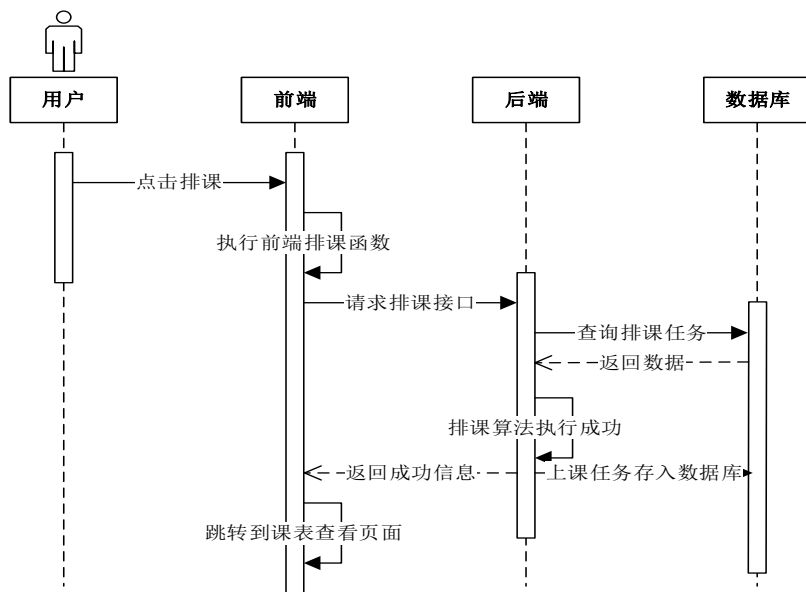 用户
前端
后端
数据库
点击排课
执行前端排课函数
请求排课接口
查询排课任务
返回数据
排课算法执行成功
返回成功信息
上课任务存入数据库
跳转到课表查看页面